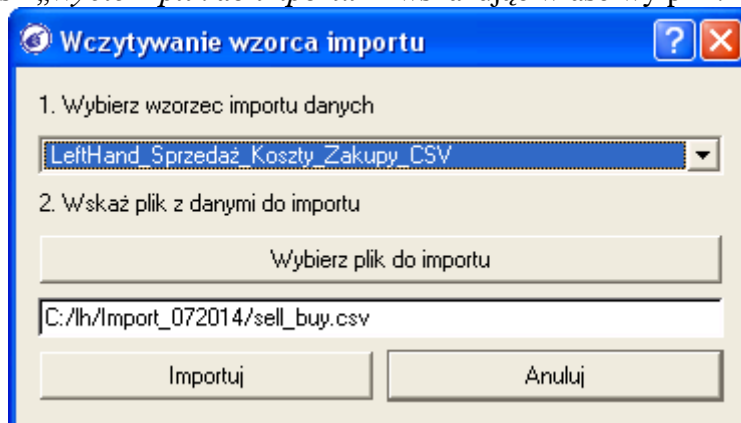 Wczytywanie wzorca importu
1. Wybierz wzorzec importu danych
LeftHand_Sprzedaż_Koszty_Zakupy_CSV
2. Wskaż plik z danymi do importu
Wybierz plik do importu
C:/lh/Import_072014/sell_buy.csv
Importuj Anuluj